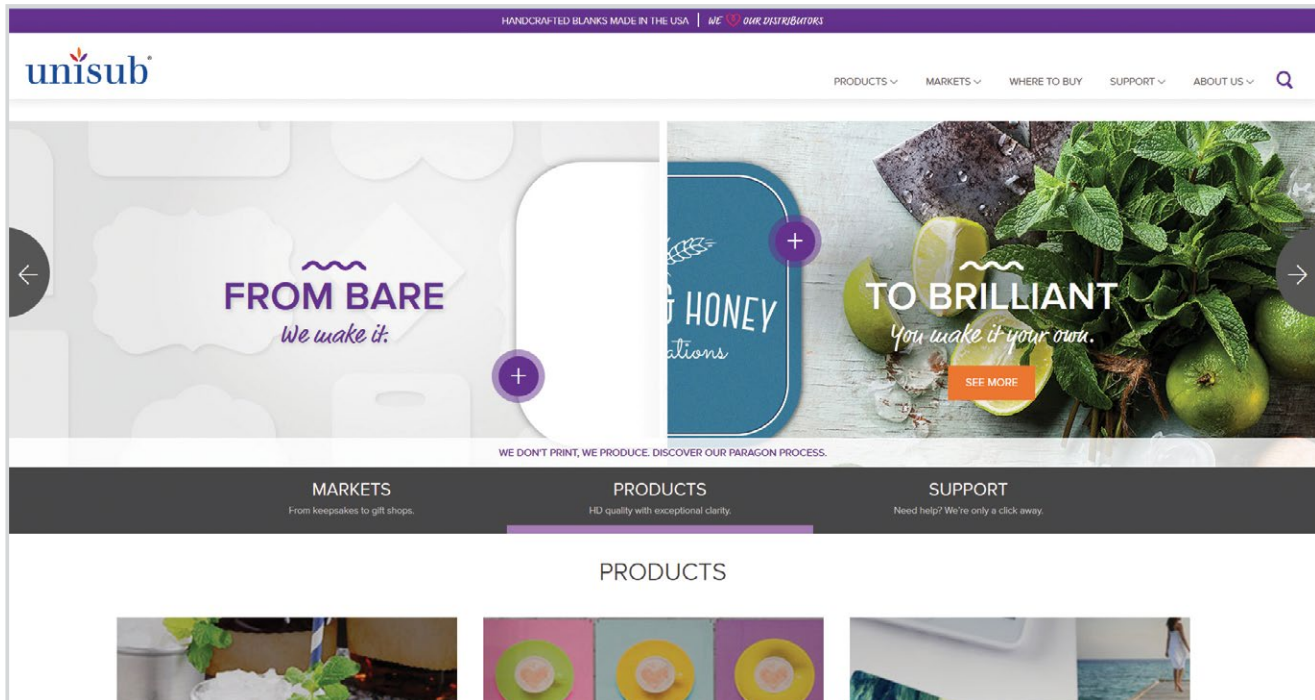 HANDCRAFTED BLANKS MADE IN THE USA | WE OUR DISTRIBUTORS
unisub®
PRODUCTS
MARKETS
WHERE TO BUY
SUPPORT
ABOUT US
FROM BARE
We make it.
HONEY
ations
TO BRILLIANT
You make it your own.
SEE MORE
WE DON'T PRINT, WE PRODUCE. DISCOVER OUR PARAGON PROCESS.
MARKETS
From keepsakes to gift shops.
PRODUCTS
HD quality with exceptional clarity.
SUPPORT
Need help? We're only a click away.
PRODUCTS